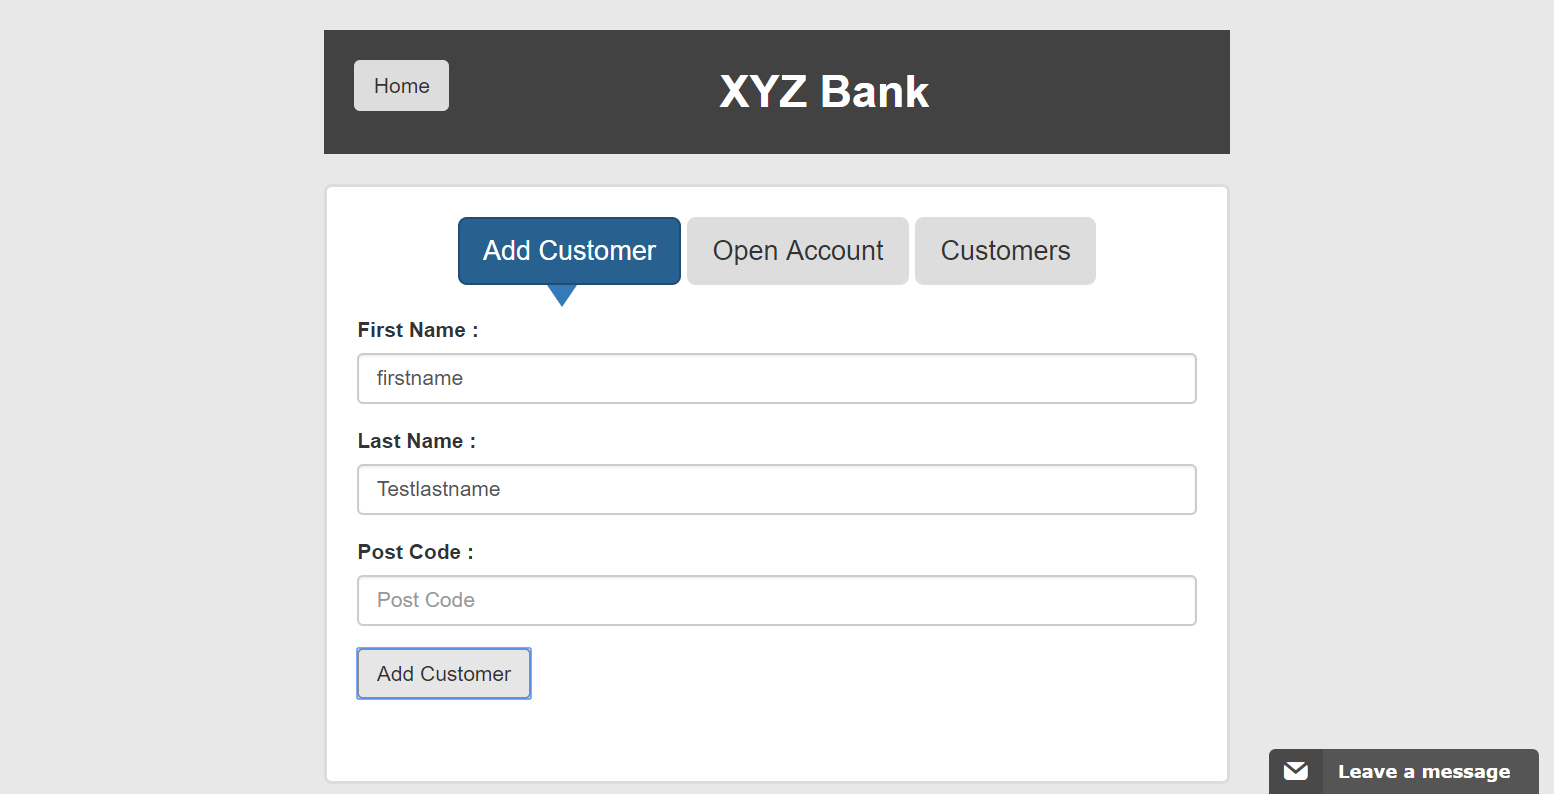 Home
XYZ Bank
Add Customer
Open Account
Customers
First Name :
firstname
Last Name :
Testlastname
Post Code :
Post Code
Add Customer
Leave a message